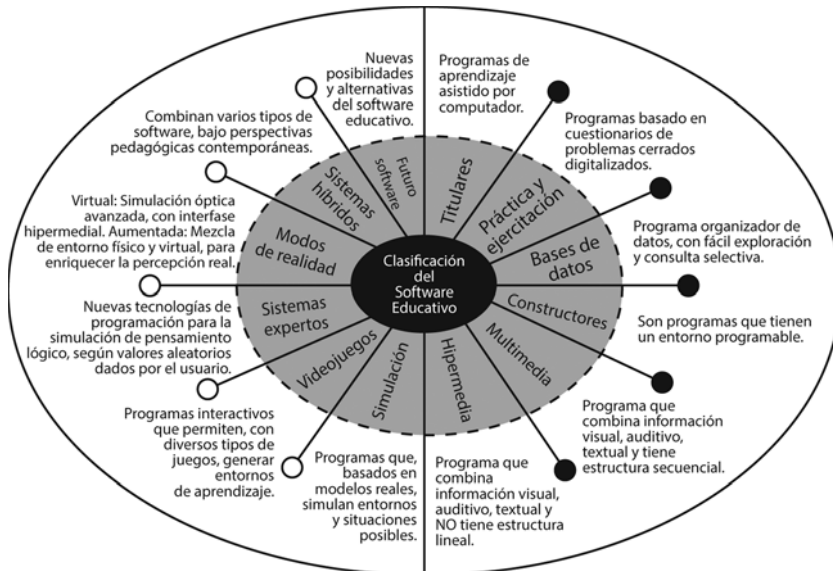 Nuevas
posibilidades
y alternativas
del software
educativo.
Programas de
aprendizaje
asistido por
computador.
Combinan varios tipos de
software, bajo perspectivas
pedagógicas contemporáneas.
Programas basado en
cuestionarios de
problemas cerrados
digitalizados.
Virtual: Simulación óptica
avanzada, con interfase
hipermedial. Aumentada: Mezcla
de entorno físico y virtual, para
enriquecer la percepción real.
Programa organizador de
datos, con fácil exploración
y consulta selectiva.
Nuevas tecnologías de
programación para la
simulación de pensamiento
lógico, según valores aleatorios
dados por el usuario.
Son programas que tienen
un entorno programable.
Programas interactivos
que permiten, con
diversos tipos de
juegos, generar
entornos
de aprendizaje.
Programa que
combina información
visual, auditivo,
textual y tiene
estructura secuencial.
Programas que,
basados en
modelos reales,
simulan entornos
y situaciones
posibles.
Programa que
combina
información visual,
auditivo, textual y
NO tiene estructura
lineal.
Futuro
software
Titulares
Sistemas
híbridos
Práctica y
ejercitación
Modos
de realidad
Bases de
datos
Clasificación
del
Software
Educativo
Sistemas
expertos
Constructores
Videojuegos
Multimedia
Simulación
Hipermedia